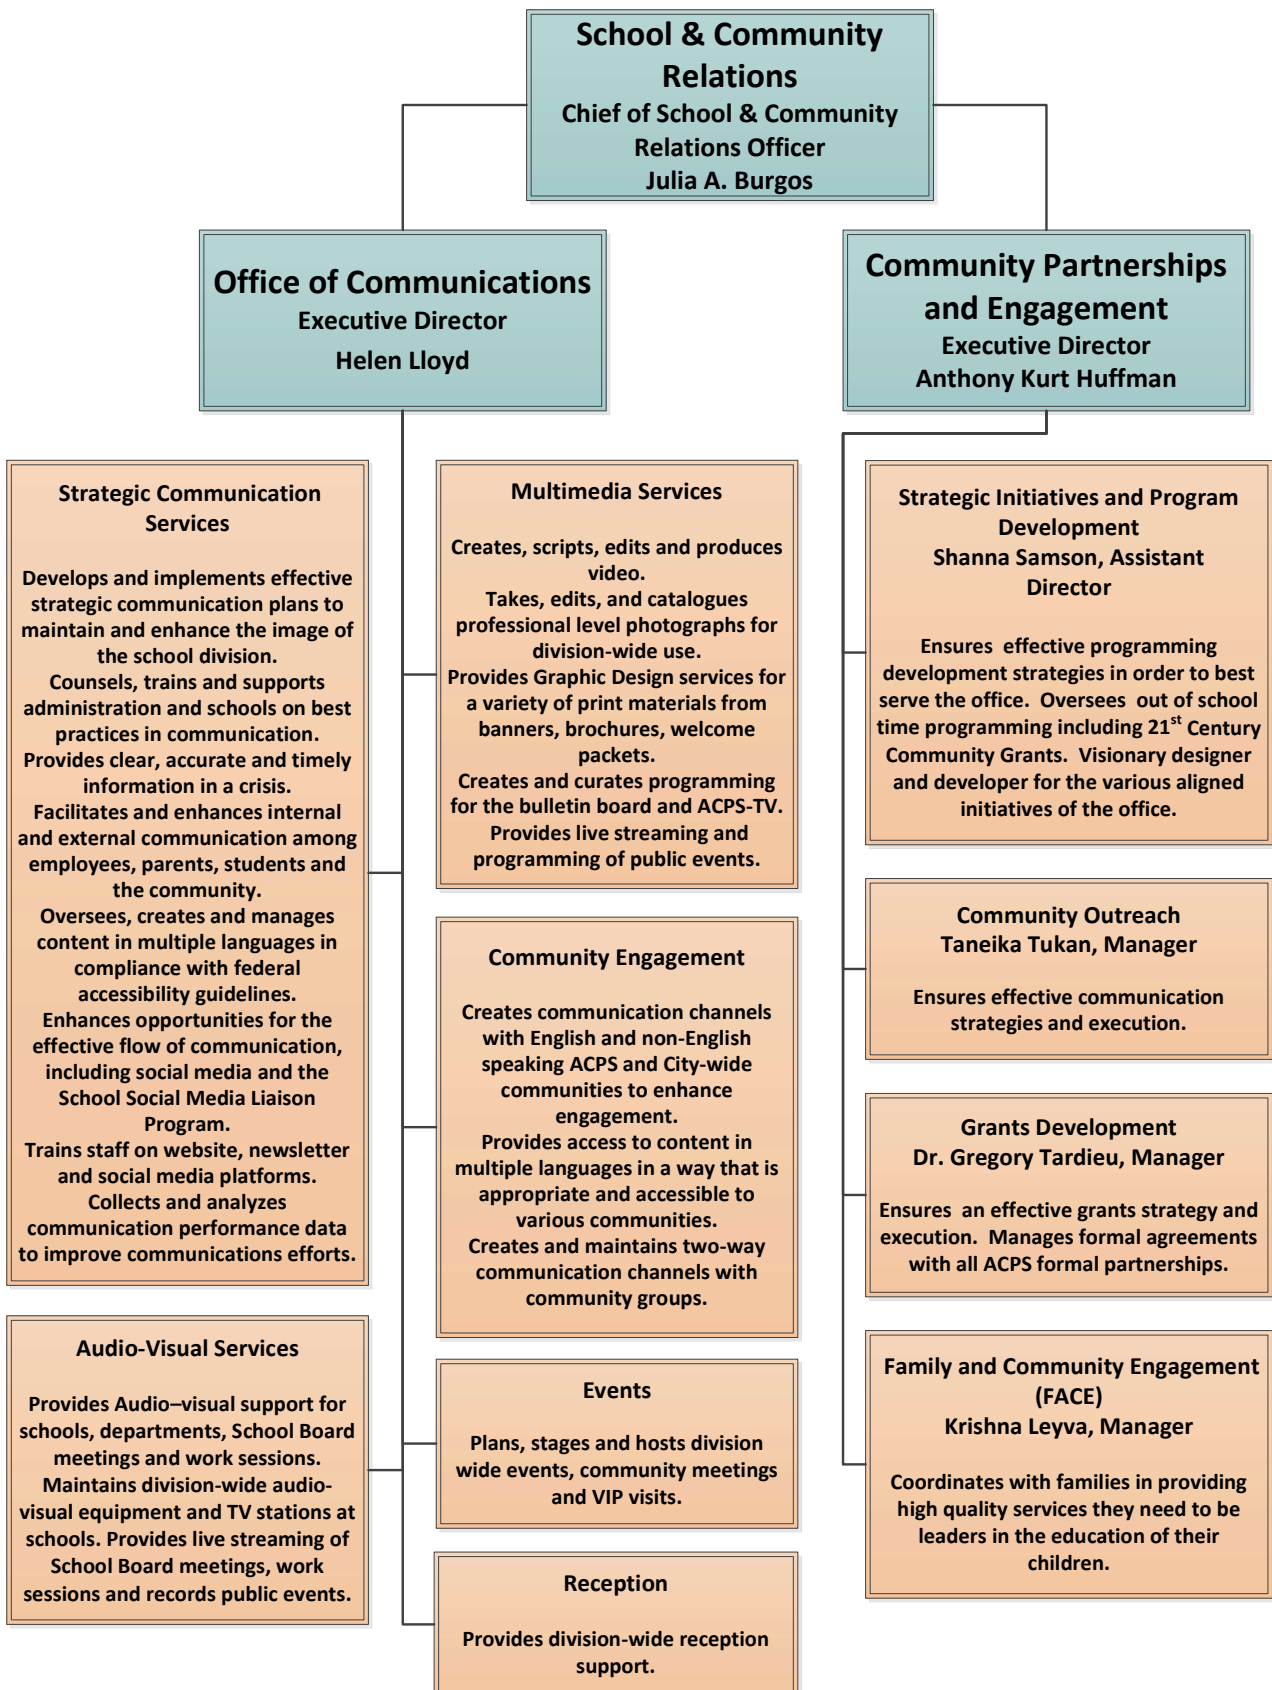 School & Community
Relations
Chief of School & Community
Relations Officer
Julia A. Burgos
Office of Communications
Executive Director
Helen Lloyd
Community Partnerships
and Engagement
Executive Director
Anthony Kurt Huffman
Strategic Communication
Services
Develops and implements effective
strategic communication plans to
maintain and enhance the image of
the school division.
Counsels, trains and supports
administration and schools on best
practices in communication.
Provides clear, accurate and timely
information in a crisis.
Facilitates and enhances internal
and external communication among
employees, parents, students and
the community.
Oversees, creates and manages
content in multiple languages in
compliance with federal
accessibility guidelines.
Enhances opportunities for the
effective flow of communication,
including social media and the
School Social Media Liaison
Program.
Trains staff on website, newsletter
and social media platforms.
Collects and analyzes
communication performance data
to improve communications efforts.
Audio-Visual Services
Provides Audio–visual support for
schools, departments, School Board
meetings and work sessions.
Maintains division-wide audio-
visual equipment and TV stations at
schools. Provides live streaming of
School Board meetings, work
sessions and records public events.
Multimedia Services
Creates, scripts, edits and produces
video.
Takes, edits, and catalogues
professional level photographs for
division-wide use.
Provides Graphic Design services for
a variety of print materials from
banners, brochures, welcome
packets.
Creates and curates programming
for the bulletin board and ACPS-TV.
Provides live streaming and
programming of public events.
Community Engagement
Creates communication channels
with English and non-English
speaking ACPS and City-wide
communities to enhance
engagement.
Provides access to content in
multiple languages in a way that is
appropriate and accessible to
various communities.
Creates and maintains two-way
communication channels with
community groups.
Events
Plans, stages and hosts division
wide events, community meetings
and VIP visits.
Reception
Provides division-wide reception
support.
Strategic Initiatives and Program
Development
Shanna Samson, Assistant
Director
Ensures effective programming
development strategies in order to best
serve the office. Oversees out of school
time programming including 21st Century
Community Grants. Visionary designer
and developer for the various aligned
initiatives of the office.
Community Outreach
Taneika Tukan, Manager
Ensures effective communication
strategies and execution.
Grants Development
Dr. Gregory Tardieu, Manager
Ensures an effective grants strategy and
execution. Manages formal agreements
with all ACPS formal partnerships.
Family and Community Engagement
(FACE)
Krishna Leyva, Manager
Coordinates with families in providing
high quality services they need to be
leaders in the education of their
children.